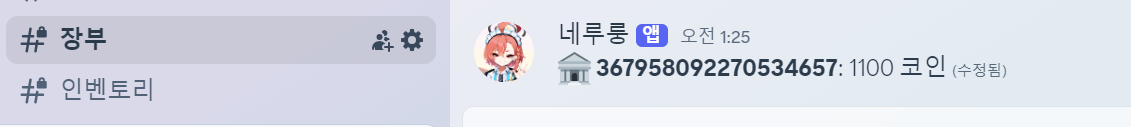 장부
인벤토리
네루룽 앱 오전 1:25
367958092270534657: 1100 코인 (수정됨)